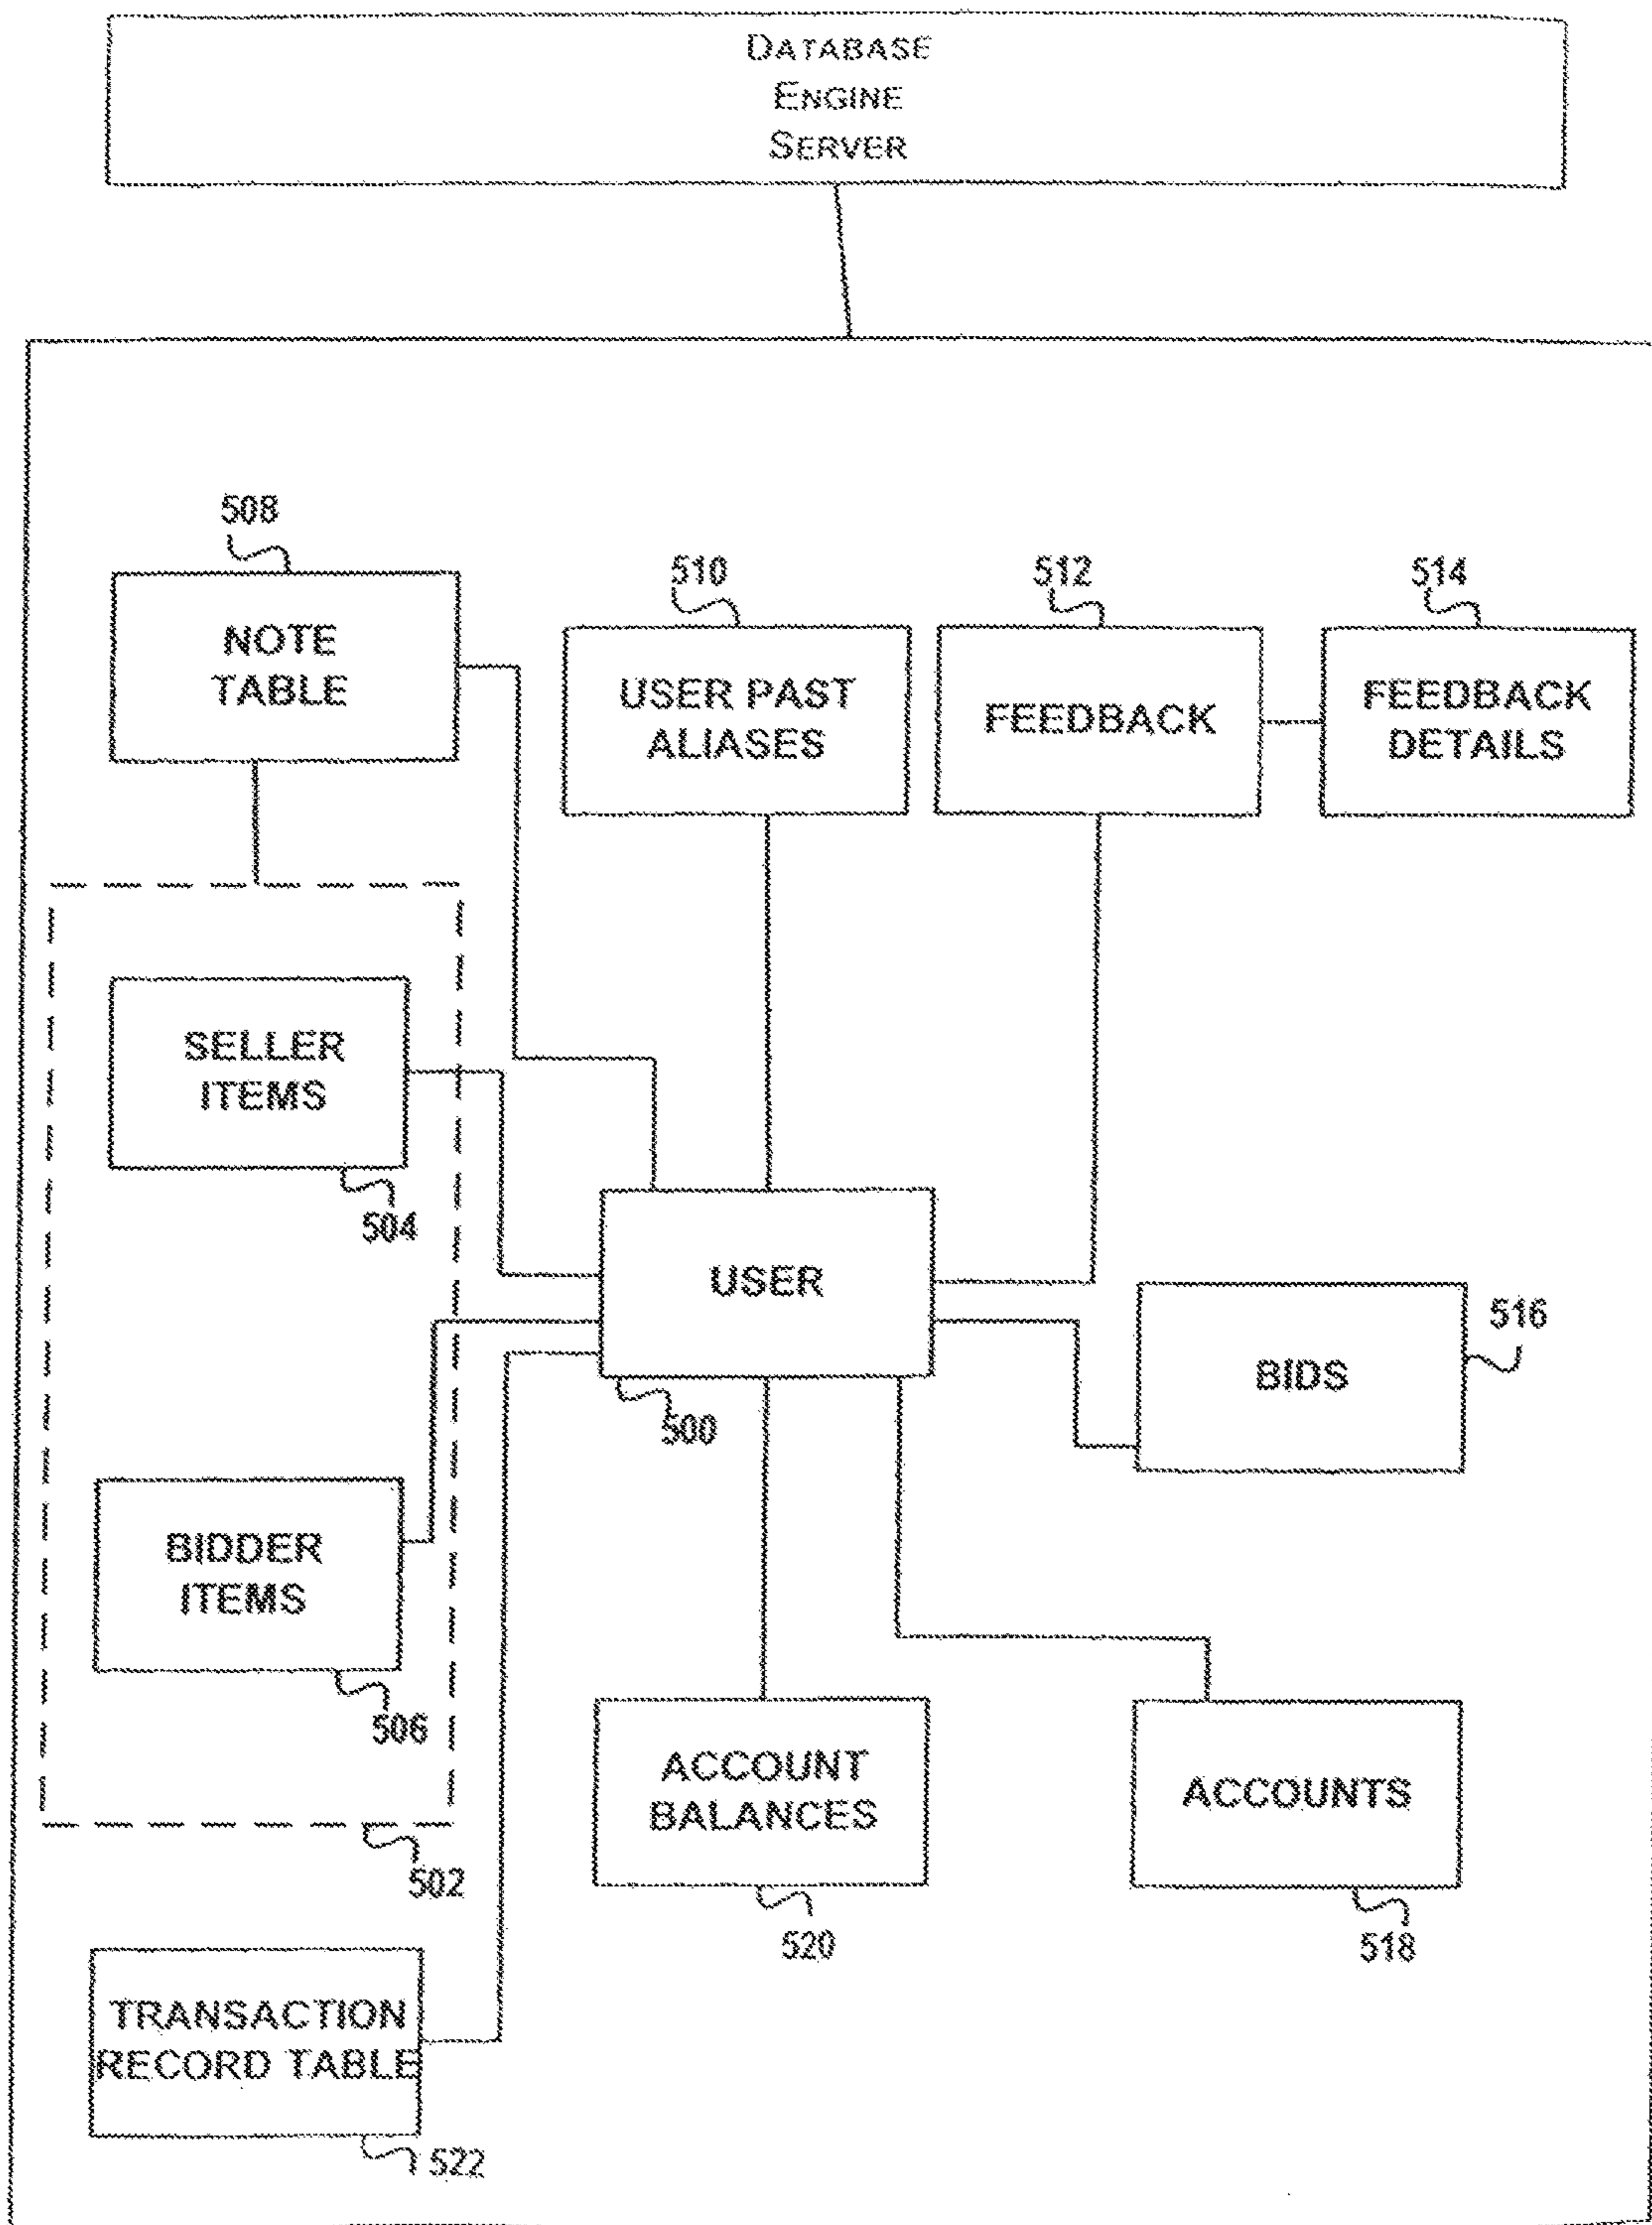 DATABASE
ENGINE
SERVER
508
NOTE
TABLE
510
USER PAST
ALIASES
512
FEEDBACK
514
FEEDBACK
DETAILS
SELLER
ITEMS
504
USER
500
BIDS
516
BIDDER
ITEMS
506
502
ACCOUNT
BALANCES
520
ACCOUNTS
518
TRANSACTION
RECORD TABLE
522